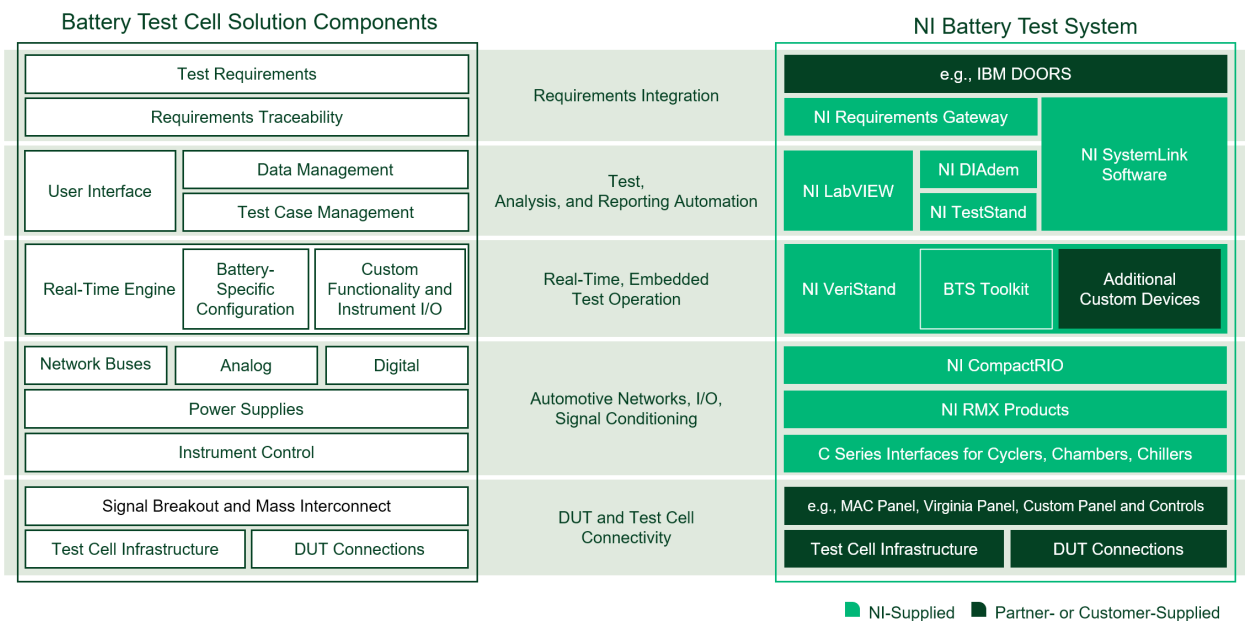 Battery Test Cell Solution Components
NI Battery Test System
Test Requirements
Requirements Traceability
Requirements Integration
e.g., IBM DOORS
NI Requirements Gateway
NI SystemLink
Software
User Interface
Data Management
Test Case Management
Test,
Analysis, and Reporting Automation
NI LabVIEW
NI DIAdem
NI TestStand
Real-Time Engine
Battery-
Specific
Configuration
Custom
Functionality and
Instrument I/O
Real-Time, Embedded
Test Operation
NI VeriStand
BTS Toolkit
Additional
Custom Devices
Network Buses
Analog
Digital
Power Supplies
Instrument Control
Automotive Networks, I/O,
Signal Conditioning
NI CompactRIO
NI RMX Products
C Series Interfaces for Cyclers, Chambers, Chillers
Signal Breakout and Mass Interconnect
Test Cell Infrastructure
DUT Connections
DUT and Test Cell
Connectivity
e.g., MAC Panel, Virginia Panel, Custom Panel and Controls
Test Cell Infrastructure
DUT Connections
NI-Supplied
Partner- or Customer-Supplied